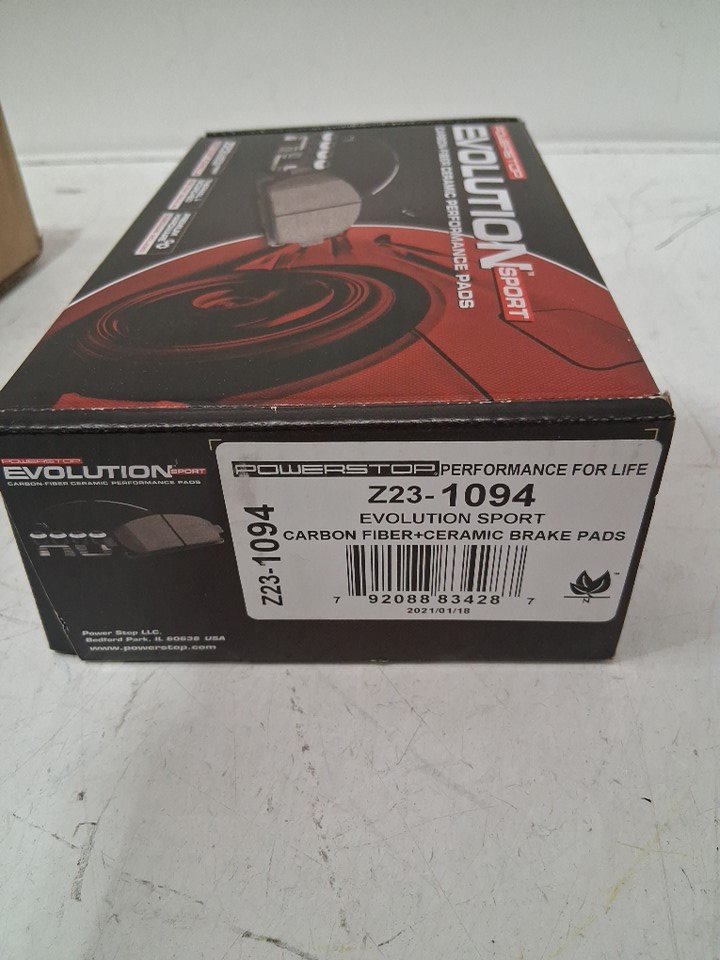 POWERSTOP
EVOLUTION SPORT
CARBON-FIBER CERAMIC PERFORMANCE PADS
POWERSTOP
EVOLUTION SPORT
CARBON-FIBER CERAMIC PERFORMANCE PADS
POWERSTOP PERFORMANCE FOR LIFE
Z23-1094
EVOLUTION SPORT
CARBON FIBER+CERAMIC BRAKE PADS
Z23-1094
7 92088 83428 7
2021/01/18
Power Stop LLC.
Bedford Park, IL 60638 USA
www.powerstop.com